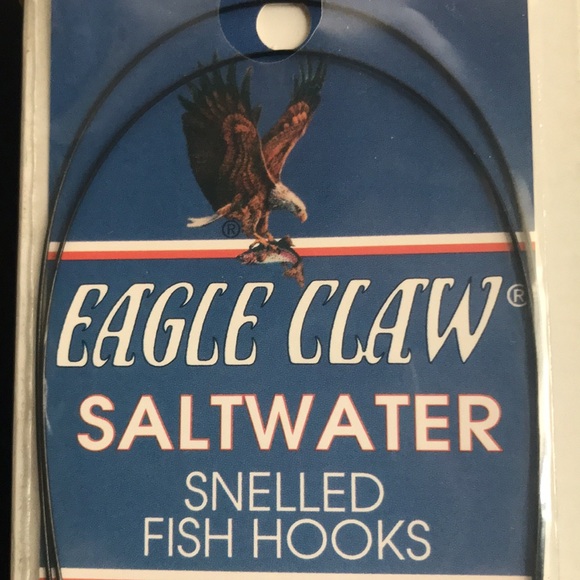 ®
EAGLE CLAW®
SALTWATER
SNELLED
FISH HOOKS